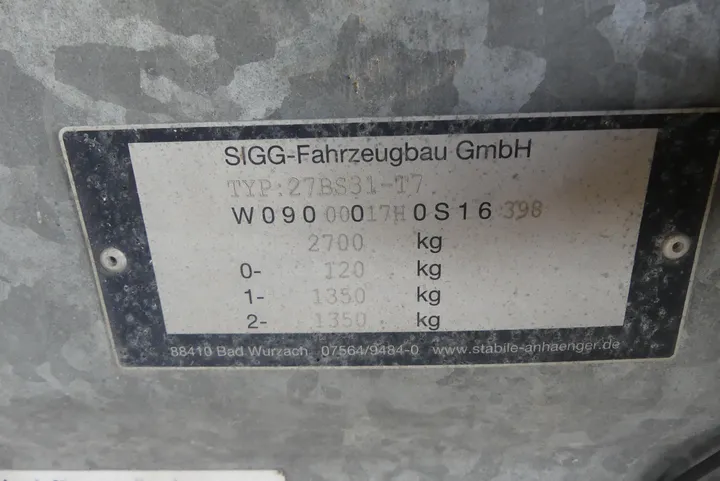 SIGG-Fahrzeugbau GmbH
TYP:27BS31-T7
W09000017H0S16398
2700 kg
0- 120 kg
1- 1350 kg
2- 1350 kg
88410 Bad Wurzach 07564/9484-0 www.stabile-anhaenger.de